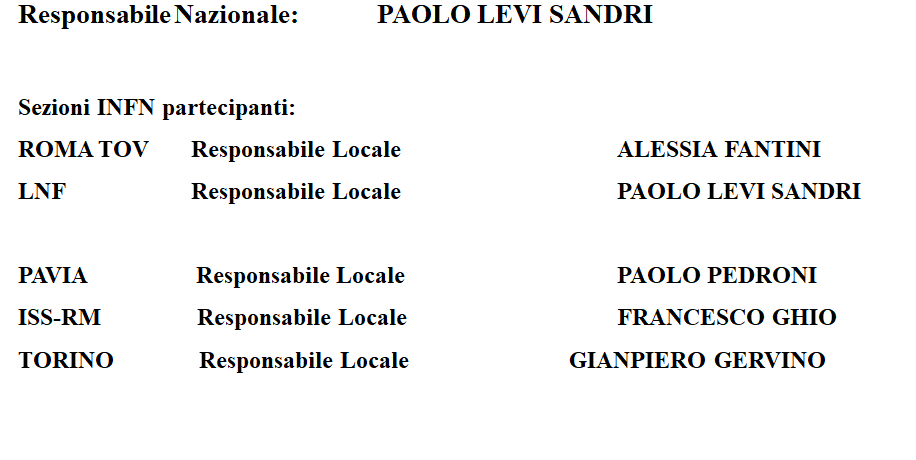 Responsabile Nazionale: PAOLO LEVI SANDRI
Sezioni INFN partecipanti:
ROMA TOV Responsabile Locale ALESSIA FANTINI
LNF Responsabile Locale PAOLO LEVI SANDRI
PAVIA Responsabile Locale PAOLO PEDRONI
ISS-RM Responsabile Locale FRANCESCO GHIO
TORINO Responsabile Locale GIANPIERO GERVINO